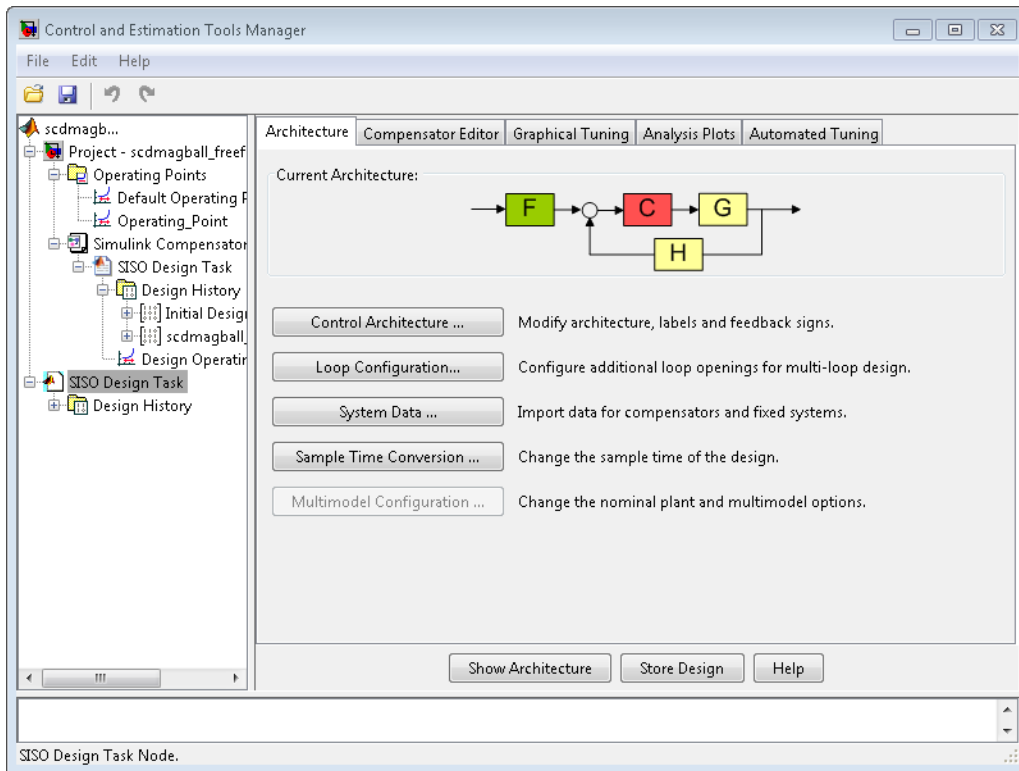 Control and Estimation Tools Manager
File Edit Help
scdmagb...
Project - scdmagball_freef
Operating Points
Default Operating P
Operating_Point
Simulink Compensator
SISO Design Task
Design History
Initial Design
scdmagball_
Design Operatin
SISO Design Task
Design History
Architecture Compensator Editor Graphical Tuning Analysis Plots Automated Tuning
Current Architecture:
F C G
H
Control Architecture ... Modify architecture, labels and feedback signs.
Loop Configuration... Configure additional loop openings for multi-loop design.
System Data ... Import data for compensators and fixed systems.
Sample Time Conversion ... Change the sample time of the design.
Multimodel Configuration ... Change the nominal plant and multimodel options.
Show Architecture Store Design Help
SISO Design Task Node.